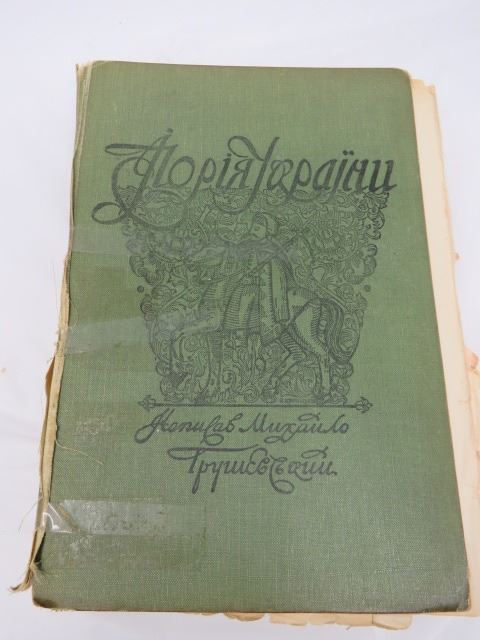 Історія України
Написав Михайло
Грушевський